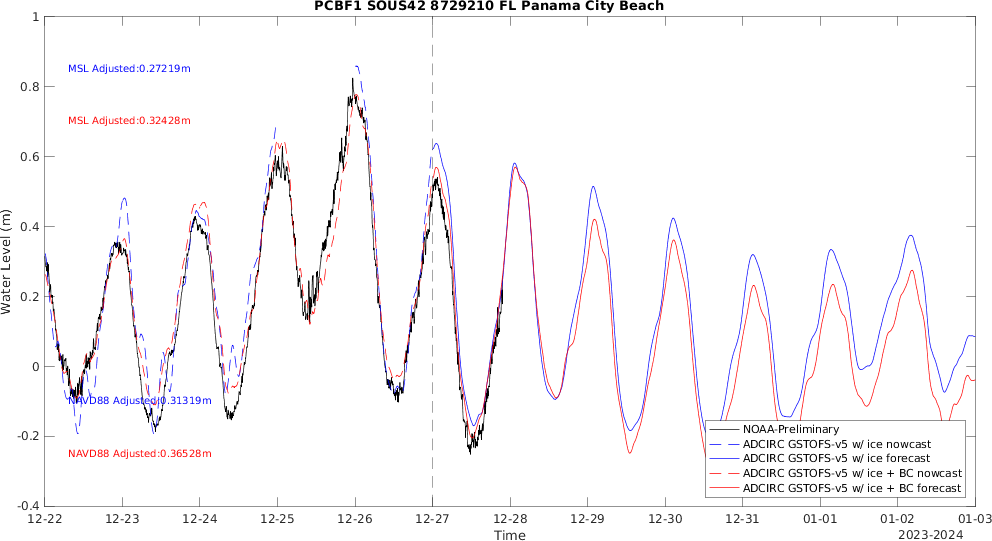 PCBF1 SOUS42 8729210 FL Panama City Beach
1
0.8
0.6
0.4
0.2
0
-0.2
-0.4
Water Level (m)
MSL Adjusted:0.27219m
MSL Adjusted:0.32428m
NAVD88 Adjusted:0.31319m
NAVD88 Adjusted:0.36528m
NOAA-Preliminary
ADCIRC GSTOFS-v5 w/ ice nowcast
ADCIRC GSTOFS-v5 w/ ice forecast
ADCIRC GSTOFS-v5 w/ ice + BC nowcast
ADCIRC GSTOFS-v5 w/ ice + BC forecast
12-22 12-23 12-24 12-25 12-26 12-27 12-28 12-29 12-30 12-31 01-01 01-02 01-03
Time
2023-2024